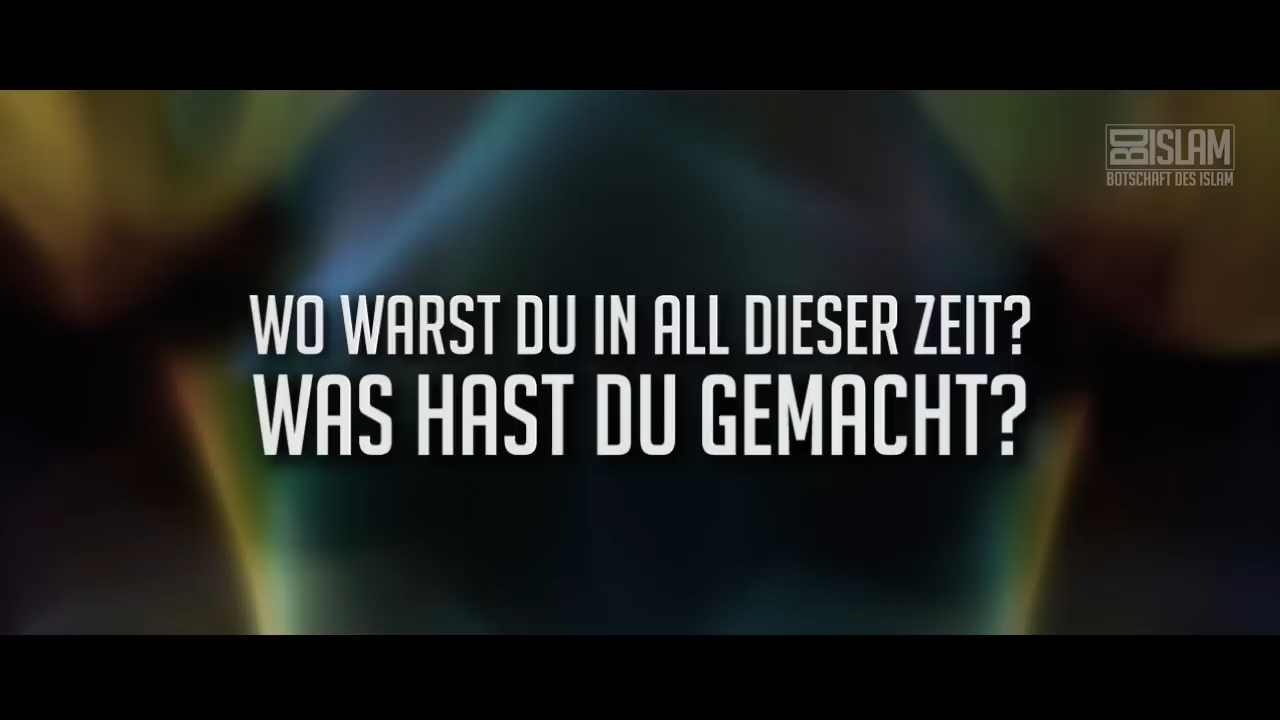 BDISLAM
BOTSCHAFT DES ISLAM
WO WARST DU IN ALL DIESER ZEIT?
WAS HAST DU GEMACHT?